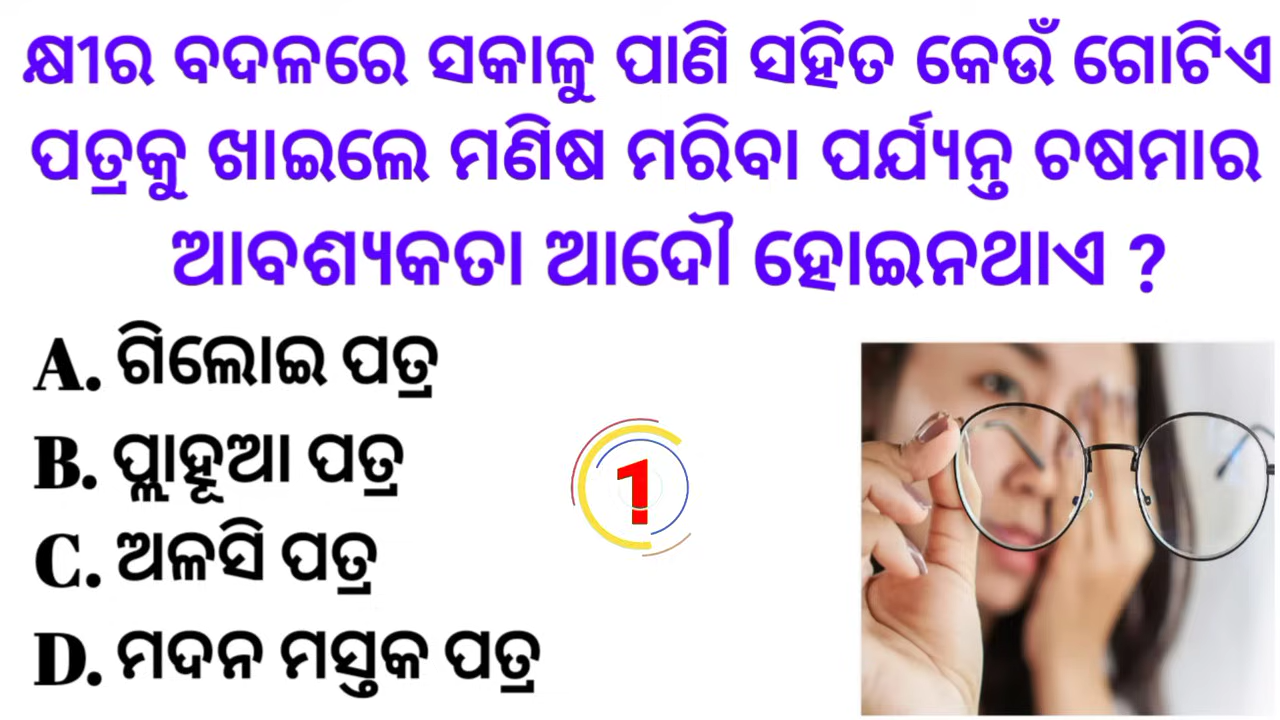 କ୍ଷୀର ବଦଳରେ ସକାଳୁ ପାଣି ସହିତ କେଉଁ ଗୋଟିଏ
ପତ୍ରକୁ ଖାଇଲେ ମଣିଷ ମରିବା ପର୍ଯ୍ୟନ୍ତ ଚଷମାର
ଆବଶ୍ୟକତା ଆଦୌ ହୋଇନଥାଏ ?
A. ଗିଲୋଇ ପତ୍ର
B. ପ୍ଲାହୂଆ ପତ୍ର
C. ଅଳସି ପତ୍ର
D. ମଦନ ମସ୍ତକ ପତ୍ର
1